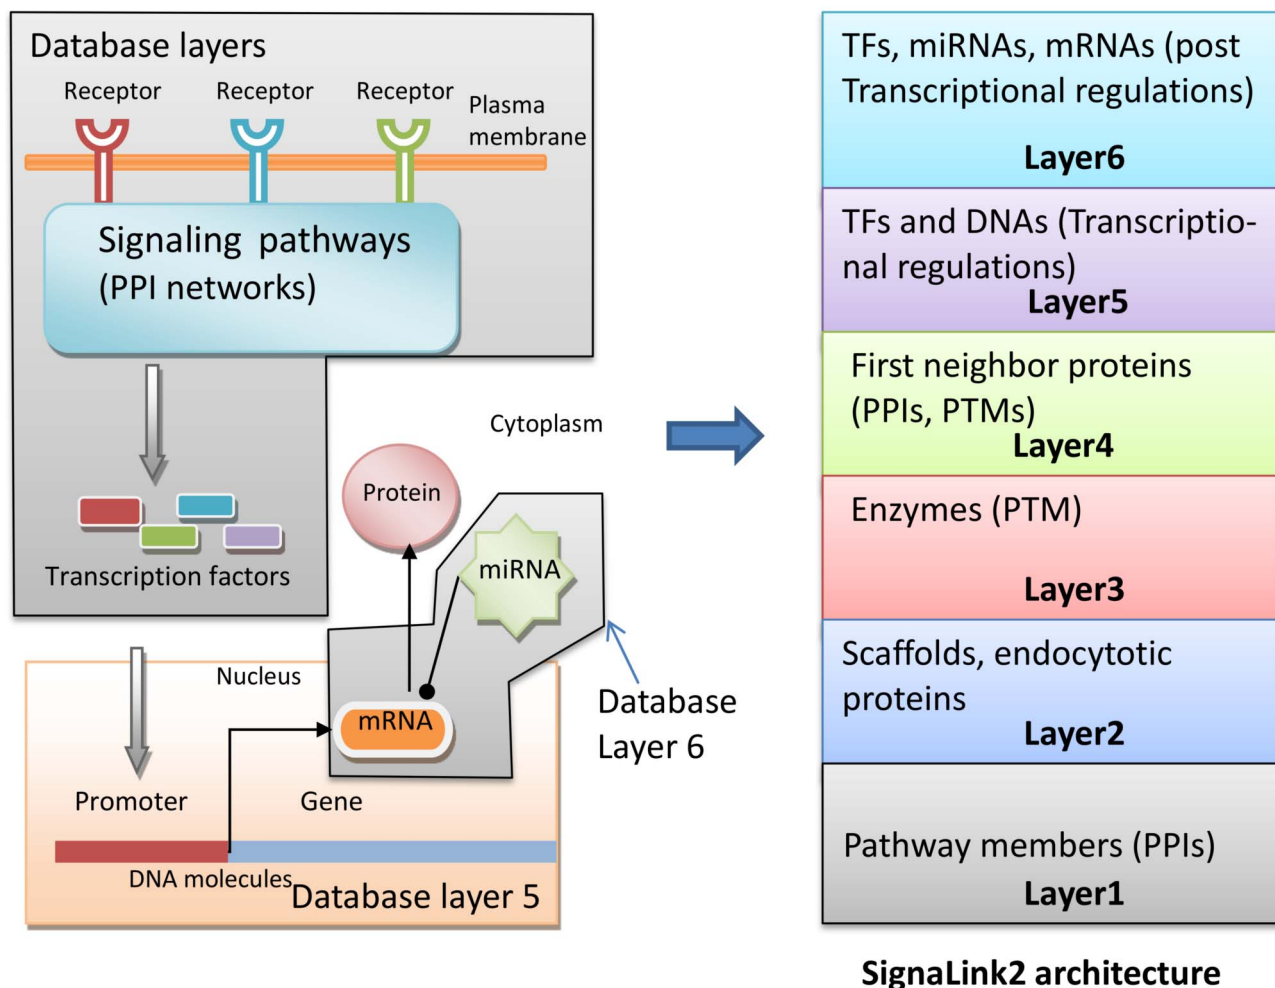 Database layers
Receptor
Receptor
Receptor
Plasma
membrane
Signaling pathways
(PPI networks)
Transcription factors
Cytoplasm
Protein
miRNA
Nucleus
mRNA
Database
Layer 6
Promoter
Gene
DNA molecules
Database layer 5
TFs, miRNAs, mRNAs (post
Transcriptional regulations)
Layer6
TFs and DNAs (Transcriptio-
nal regulations)
Layer5
First neighbor proteins
(PPIs, PTMs)
Layer4
Enzymes (PTM)
Layer3
Scaffolds, endocytotic
proteins
Layer2
Pathway members (PPIs)
Layer1
SignaLink2 architecture